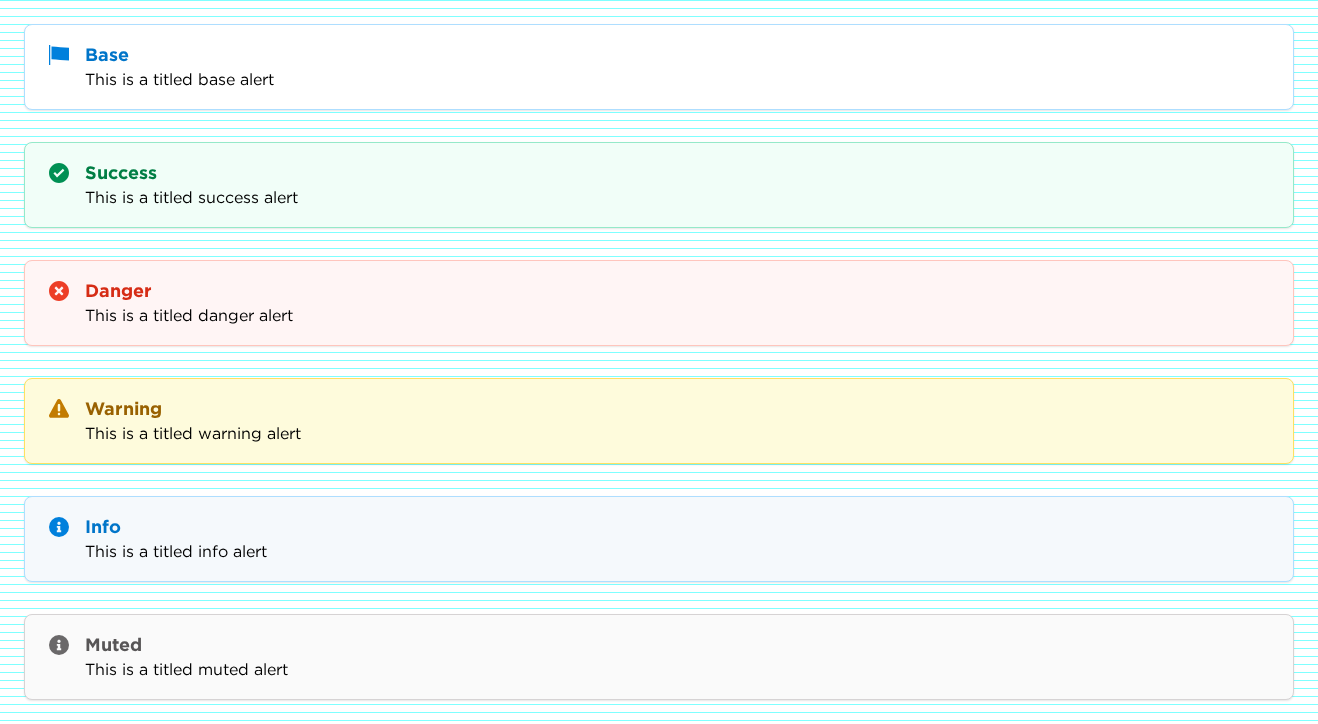 Base
This is a titled base alert
Success
This is a titled success alert
Danger
This is a titled danger alert
Warning
This is a titled warning alert
Info
This is a titled info alert
Muted
This is a titled muted alert